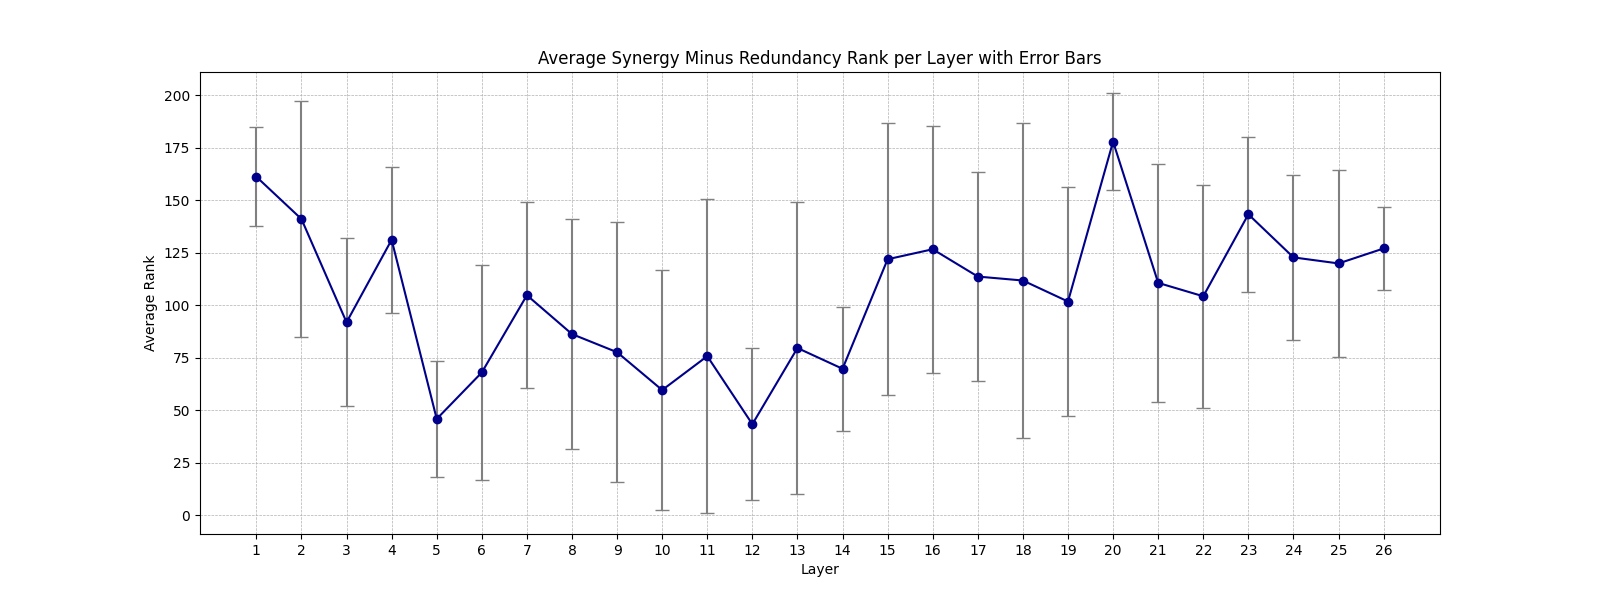 Average Synergy Minus Redundancy Rank per Layer with Error Bars
Average Rank
200
175
150
125
100
75
50
25
0
1 2 3 4 5 6 7 8 9 10 11 12 13 14 15 16 17 18 19 20 21 22 23 24 25 26
Layer